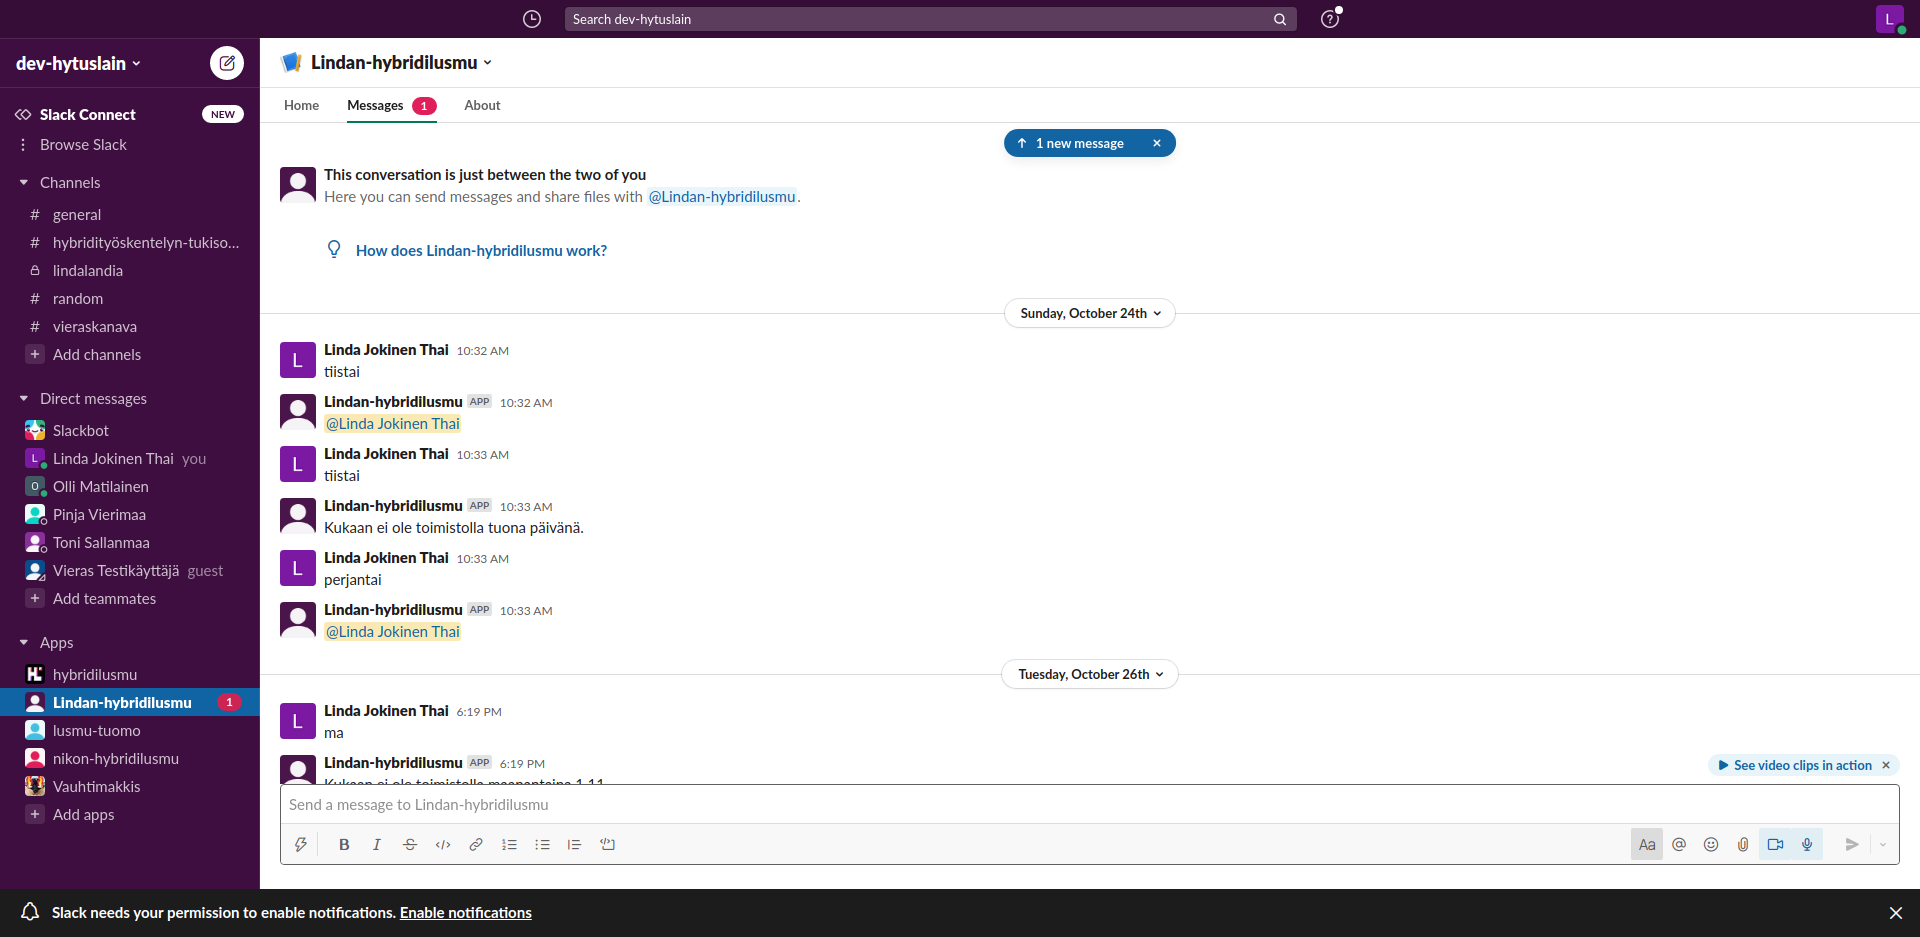 Search dev-hytuslain
L
dev-hytuslain
Slack Connect NEW
Browse Slack
Channels
# general
# hybridityöskentelyn-tukiso...
lindalandia
# random
# vieraskanava
+ Add channels
Direct messages
Slackbot
L Linda Jokinen Thai you
O Olli Matilainen
Pinja Vierimaa
Toni Sallanmaa
Vieras Testikäyttäjä guest
+ Add teammates
Apps
hybridilusmu
Lindan-hybridilusmu 1
lusmu-tuomo
nikon-hybridilusmu
Vauhtimakkis
+ Add apps
Lindan-hybridilusmu
Home Messages 1 About
1 new message
This conversation is just between the two of you
Here you can send messages and share files with @Lindan-hybridilusmu.
How does Lindan-hybridilusmu work?
Sunday, October 24th
L Linda Jokinen Thai 10:32 AM
tiistai
Lindan-hybridilusmu APP 10:32 AM
@Linda Jokinen Thai
L Linda Jokinen Thai 10:33 AM
tiistai
Lindan-hybridilusmu APP 10:33 AM
Kukaan ei ole toimistolla tuona päivänä.
L Linda Jokinen Thai 10:33 AM
perjantai
Lindan-hybridilusmu APP 10:33 AM
@Linda Jokinen Thai
Tuesday, October 26th
L Linda Jokinen Thai 6:19 PM
ma
Lindan-hybridilusmu APP 6:19 PM
Kukaan ei ole toimistolla maanantaina 1.11.
See video clips in action
Send a message to Lindan-hybridilusmu
B I S Aa @
Slack needs your permission to enable notifications. Enable notifications